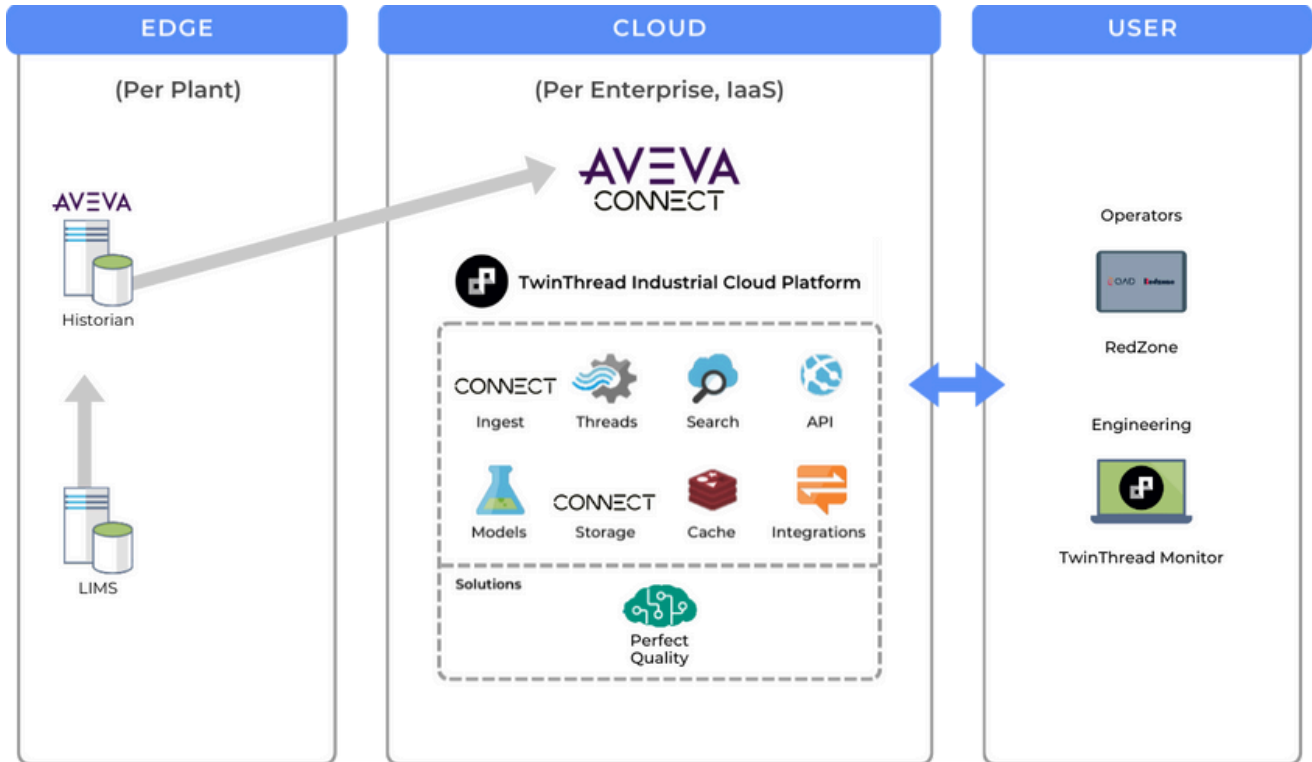 EDGE
(Per Plant)
AVEVA
Historian
LIMS
CLOUD
(Per Enterprise, IaaS)
AVEVA
CONNECT
TwinThread Industrial Cloud Platform
CONNECT
Ingest
Threads
Search
API
Models
CONNECT
Storage
Cache
Integrations
Solutions
Perfect
Quality
USER
Operators
RedZone
Engineering
TwinThread Monitor